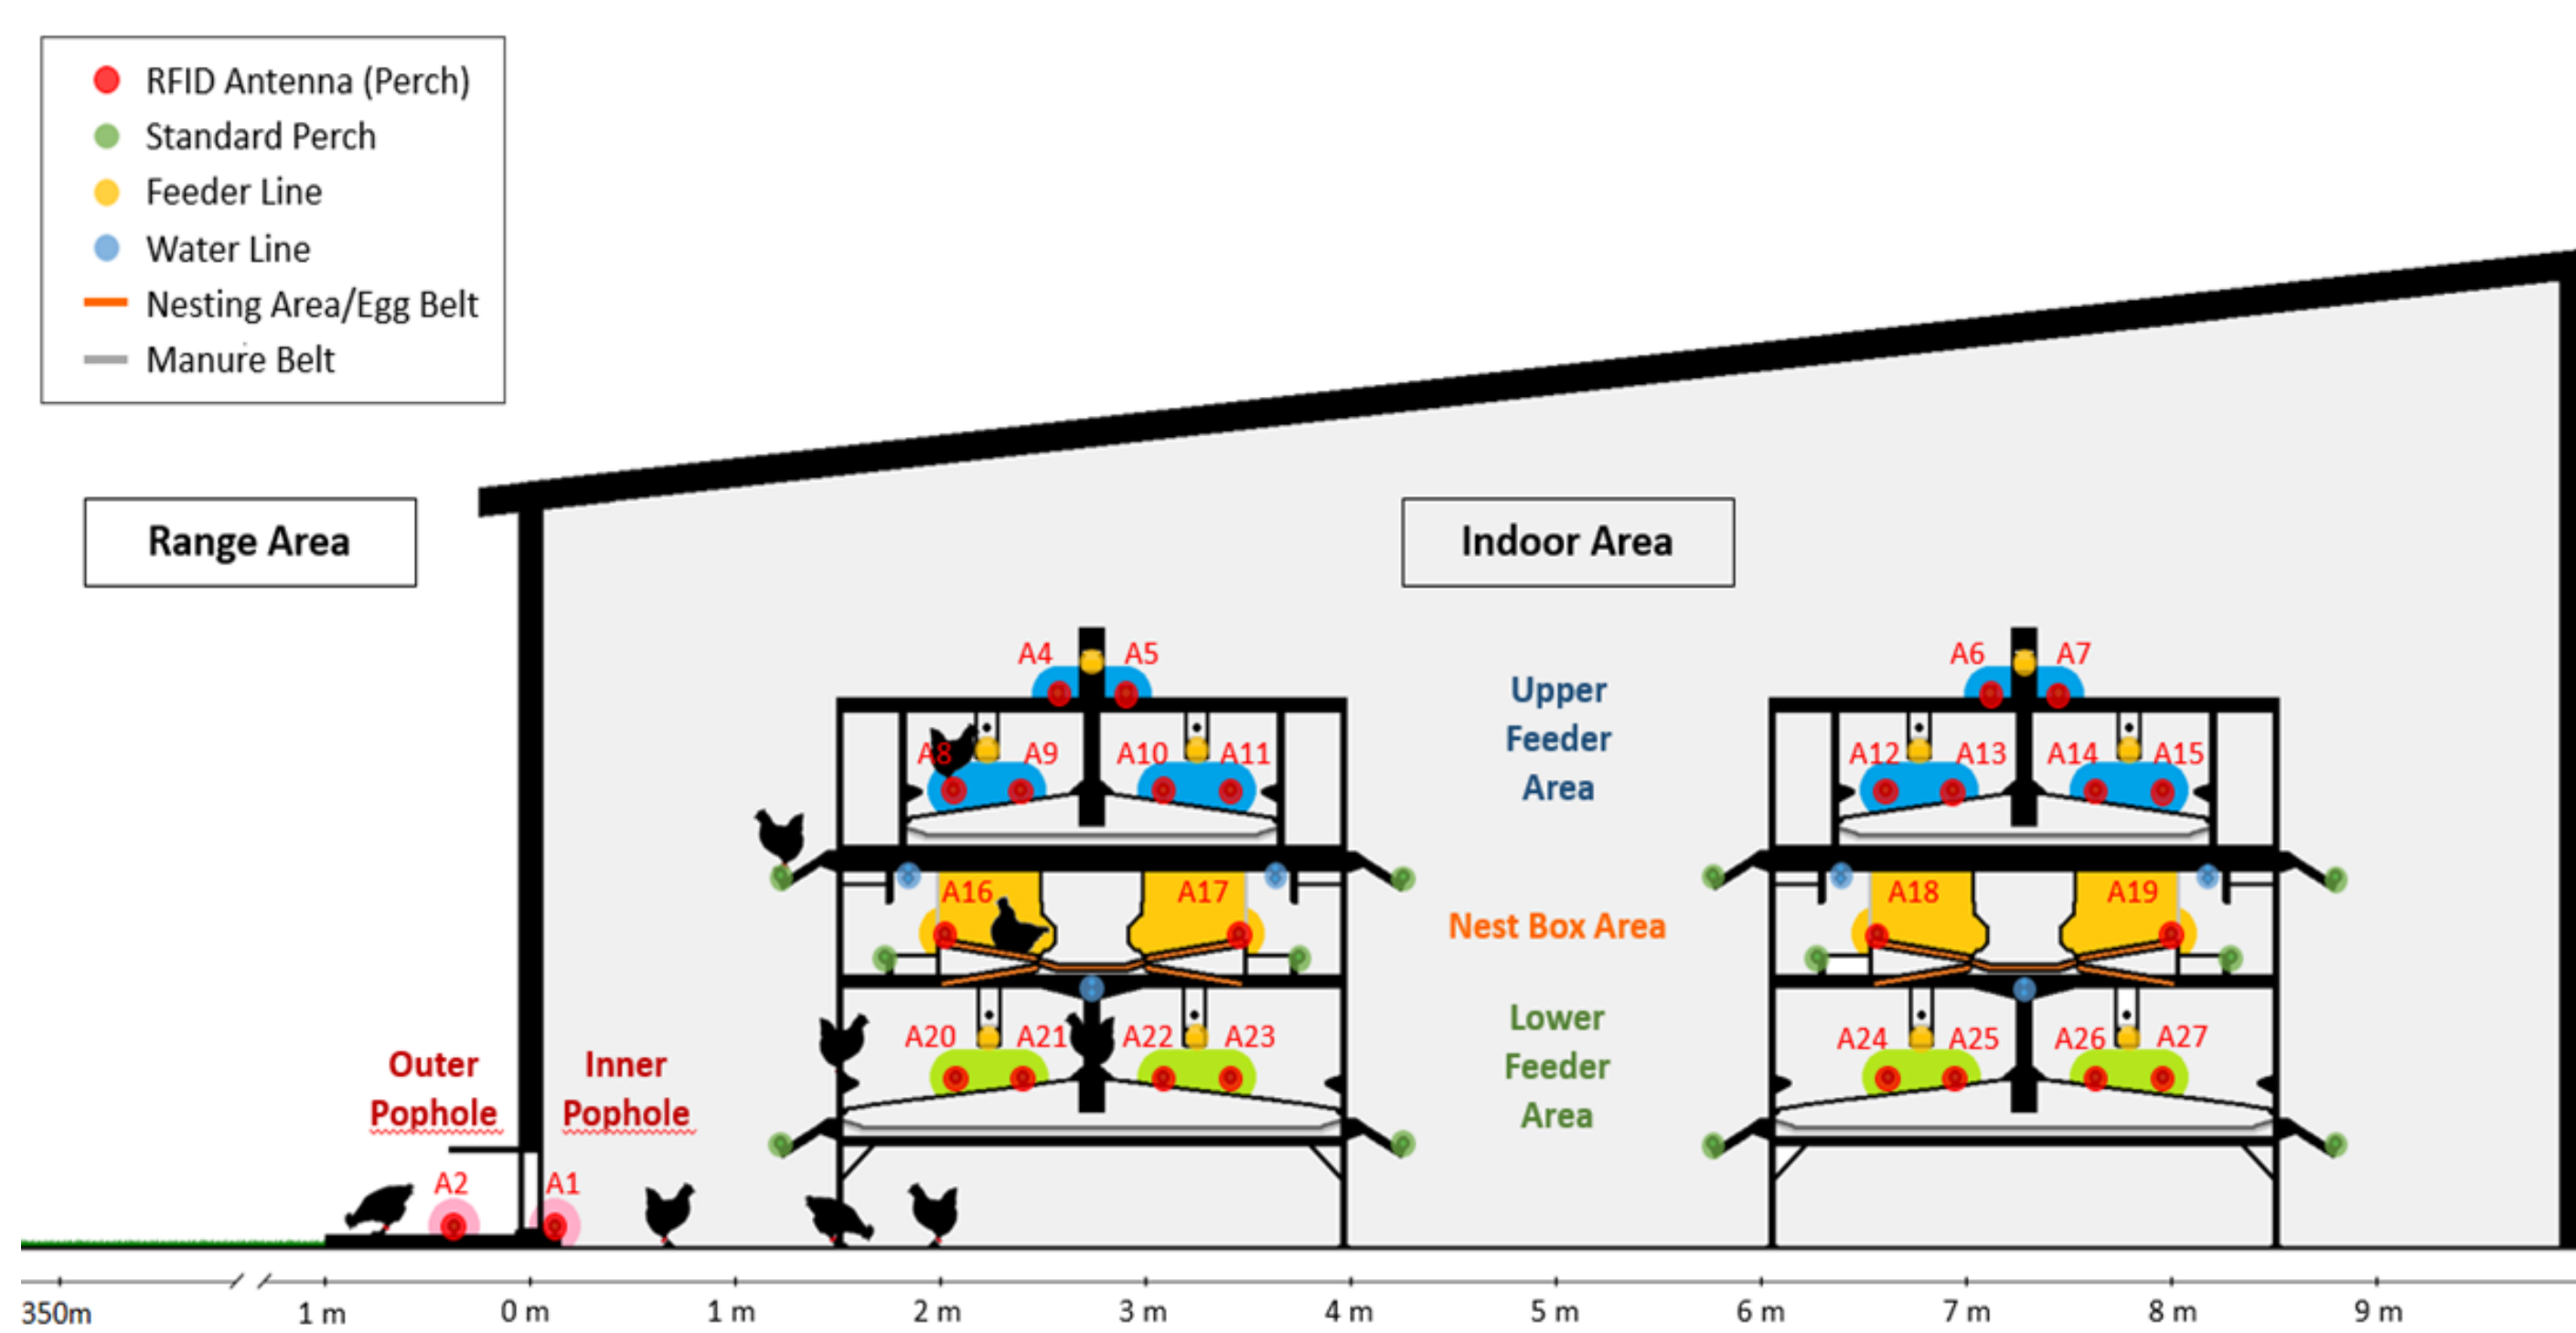 RFID Antenna (Perch)
Standard Perch
Feeder Line
Water Line
Nesting Area/Egg Belt
Manure Belt
Range Area
Indoor Area
A4 A5 A6 A7
Upper
Feeder
Area
A8 A9 A10 A11 A12 A13 A14 A15
A16 A17 A18 A19
Nest Box Area
Lower
Feeder
Area
A20 A21 A22 A23 A24 A25 A26 A27
Outer
Pophole
Inner
Pophole
A2 A1
350m 1 m 0 m 1 m 2 m 3 m 4 m 5 m 6 m 7 m 8 m 9 m